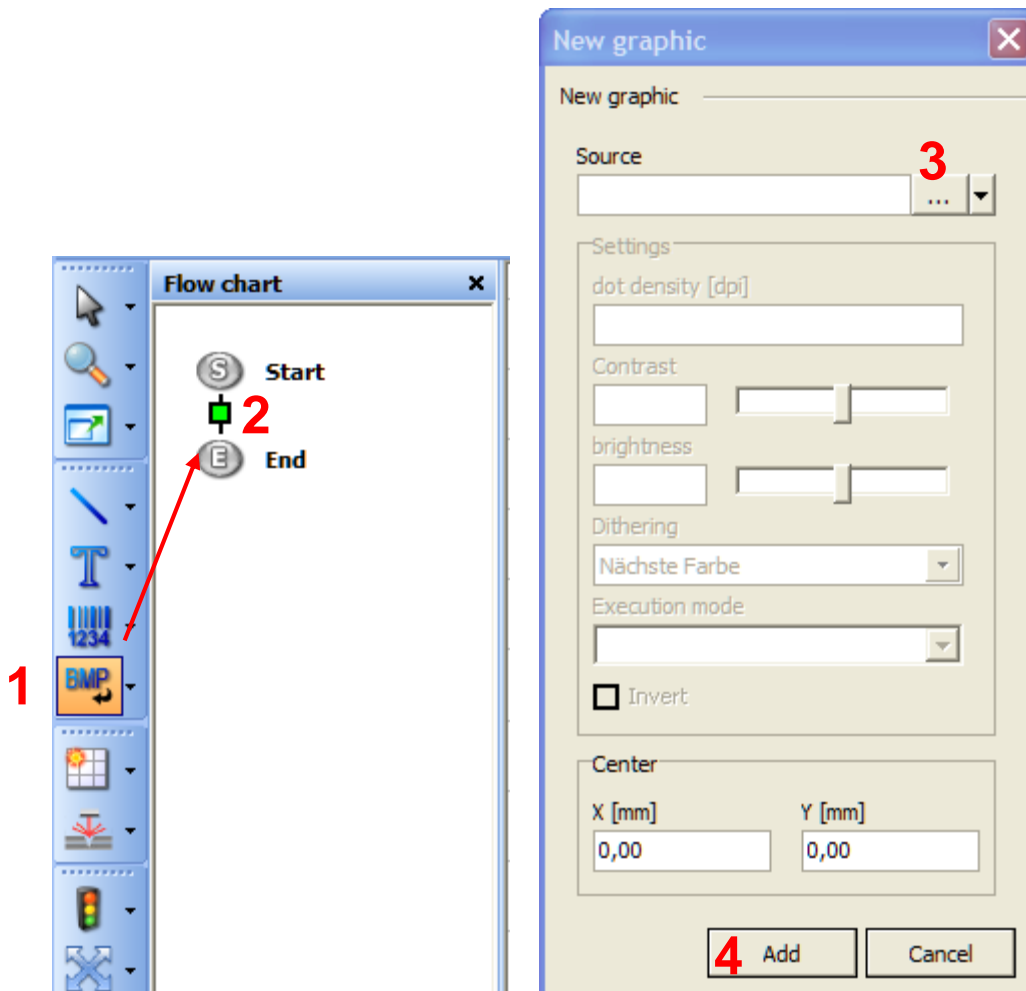 Flow chart
S Start
2
E End
1234
1
BMP
New graphic
New graphic
Source
3
...
Settings
dot density [dpi]
Contrast
brightness
Dithering
Nächste Farbe
Execution mode
Invert
Center
X [mm] Y [mm]
0,00 0,00
4 Add Cancel